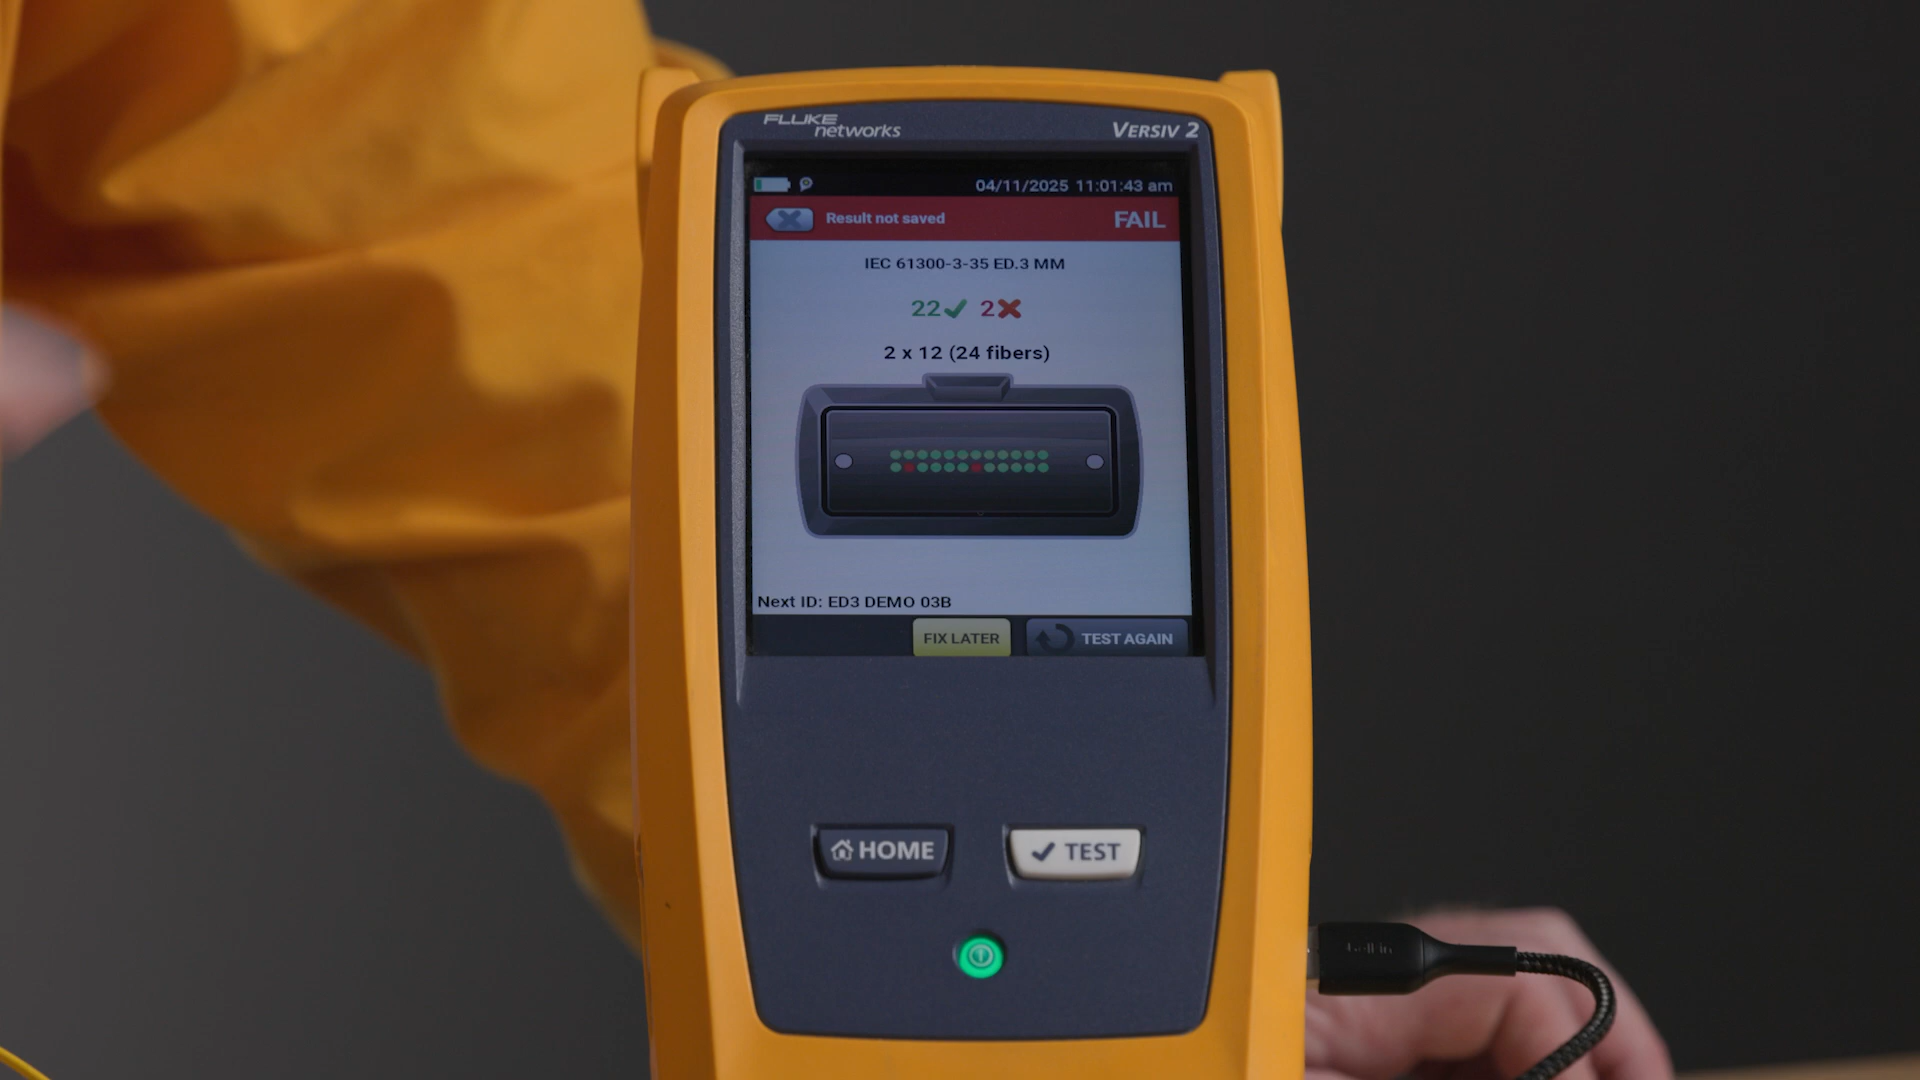 FLUKE
networks
VERSIV 2
04/11/2025 11:01:43 am
Result not saved
FAIL
IEC 61300-3-35 ED.3 MM
22 2
2 x 12 (24 fibers)
Next ID: ED3 DEMO 03B
FIX LATER
TEST AGAIN
HOME
TEST
belkin